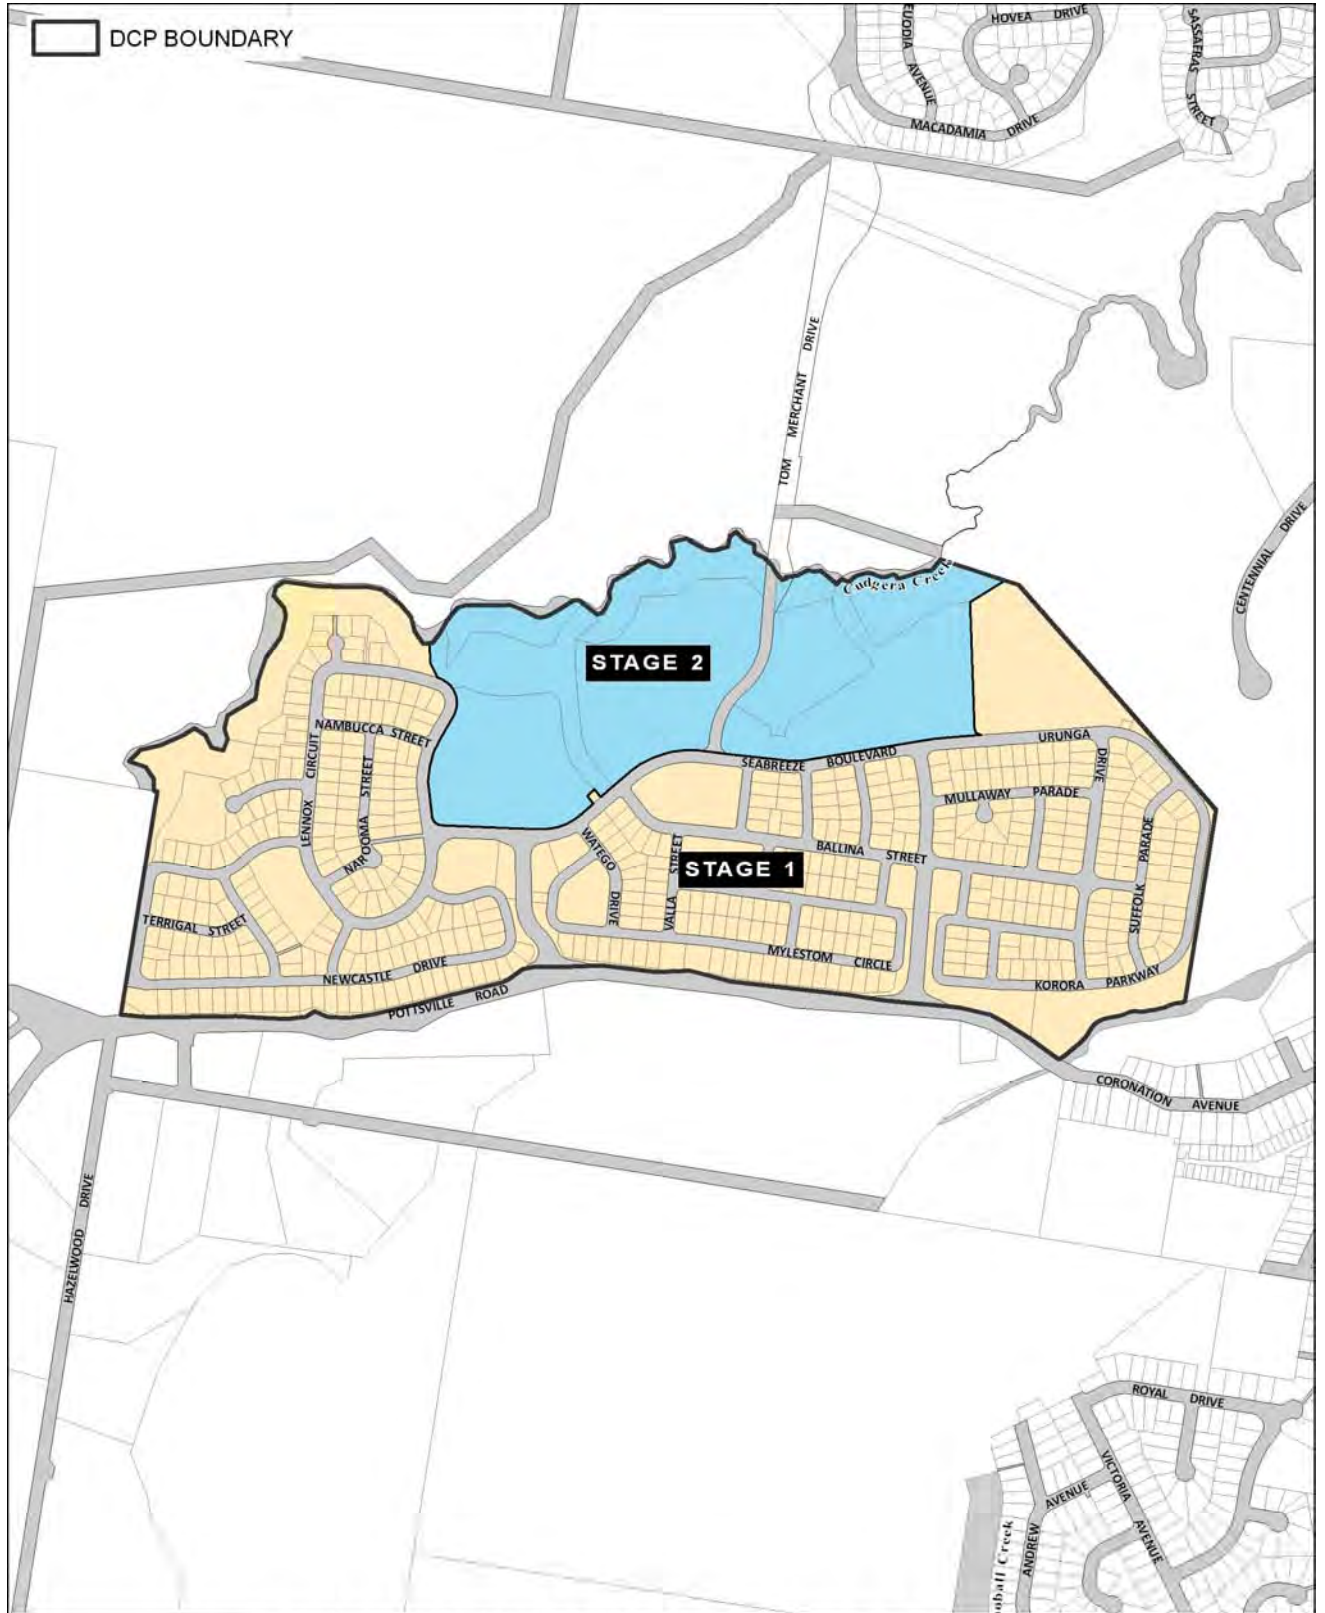 DCP BOUNDARY
HOVEA DRIVE
AVENUE
MACADAMIA DRIVE
SASSAFRAS STREET
TOM MERCHANT DRIVE
CENTENNIAL DRIVE
Cudgera Creek
STAGE 2
NAMBUCCA STREET
LENNOX CIRCUIT
NAROOMA STREET
SEABREEZE BOULEVARD
URUNGA DRIVE
MULLAWAY PARADE
WATEGO DRIVE
VALLA STREET
BALLINA STREET
STAGE 1
SUFFOLK PARADE
TERRIGAL STREET
NEWCASTLE DRIVE
MYLESTOM CIRCLE
KORORA PARKWAY
POTTSVILLE ROAD
CORONATION AVENUE
HAZELWOOD DRIVE
ROYAL DRIVE
VICTORIA AVENUE
ANDREW AVENUE
Creek